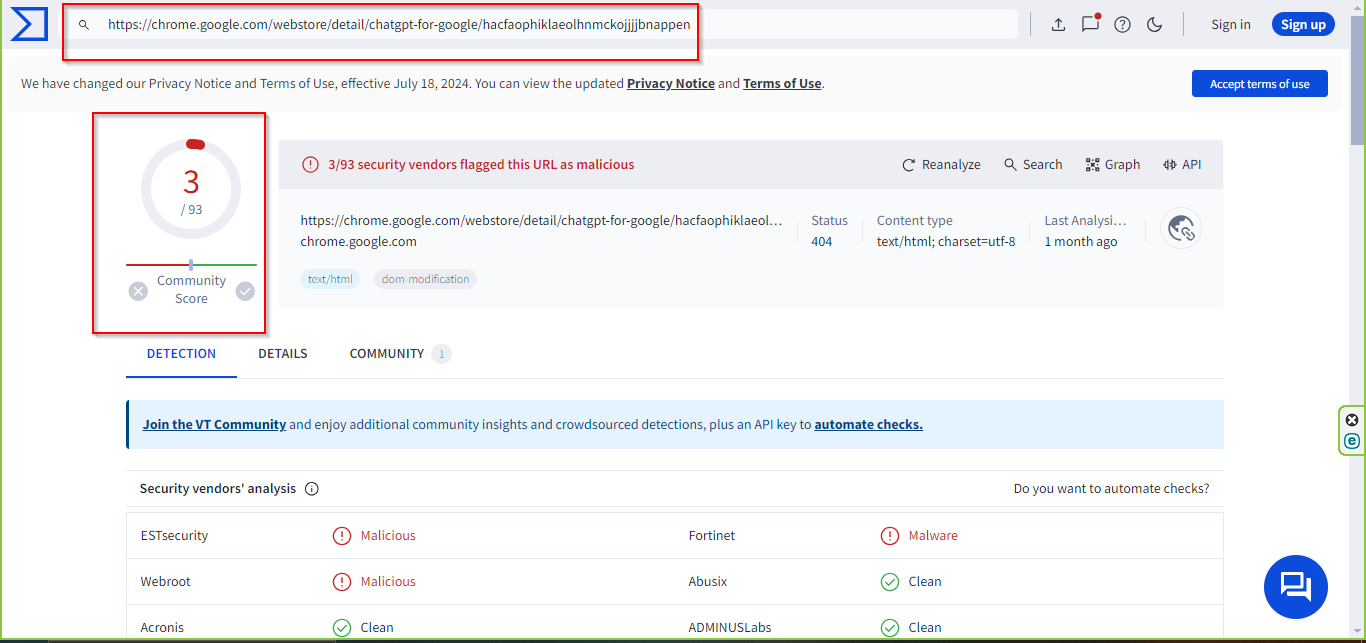 https://chrome.google.com/webstore/detail/chatgpt-for-google/hacfaophiklaeolhnmckojjjjbnappen
Sign in
Sign up
We have changed our Privacy Notice and Terms of Use, effective July 18, 2024. You can view the updated Privacy Notice and Terms of Use.
Accept terms of use
3
/ 93
Community
Score
3/93 security vendors flagged this URL as malicious
Reanalyze
Search
Graph
API
https://chrome.google.com/webstore/detail/chatgpt-for-google/hacfaophiklaeol...
chrome.google.com
text/html
dom-modification
Status
404
Content type
text/html; charset=utf-8
Last Analysi...
1 month ago
DETECTION
DETAILS
COMMUNITY 1
Join the VT Community and enjoy additional community insights and crowdsourced detections, plus an API key to automate checks.
Security vendors' analysis
Do you want to automate checks?
ESTsecurity Malicious Fortinet Malware
Webroot Malicious Abusix Clean
Acronis Clean ADMINUSLabs Clean